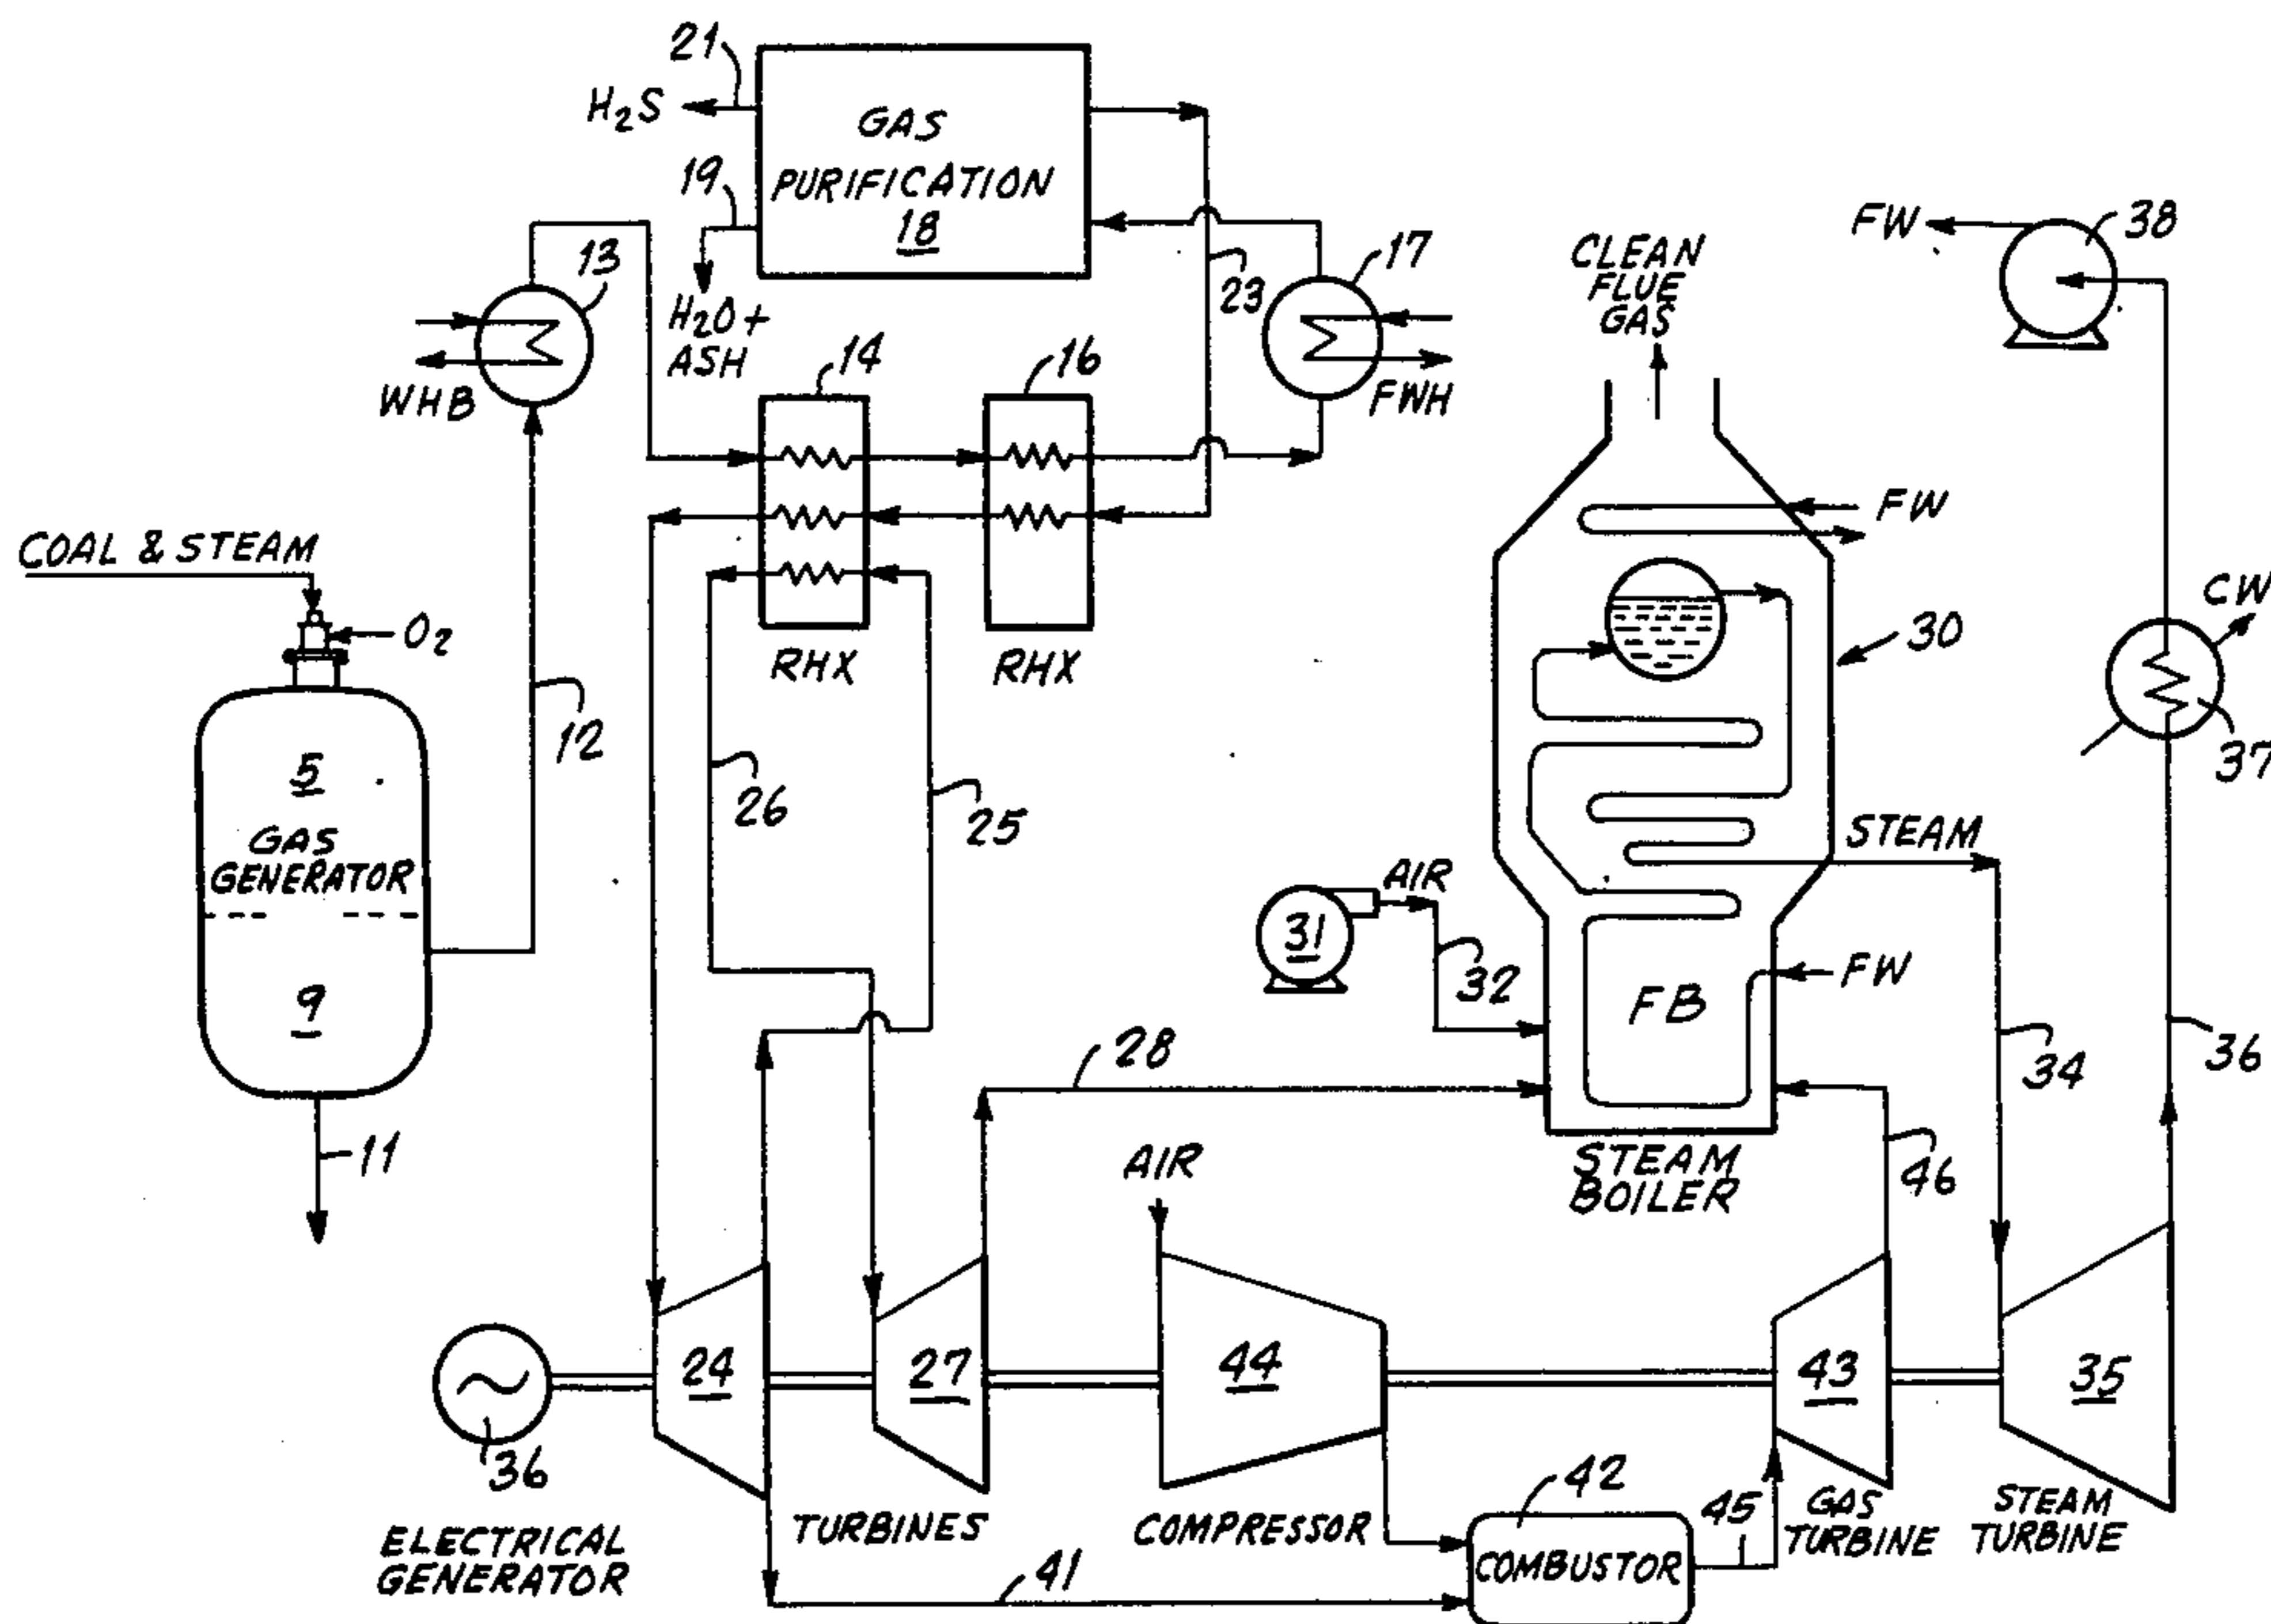 21
H2S
GAS
PURIFICATION
18
19
H2O+
ASH
13
WHB
23
17
FWH
14
16
RHX
RHX
CLEAN
FLUE
GAS
FW
38
FW
30
CW
37
COAL & STEAM
O2
12
5
GAS
GENERATOR
9
11
26
25
STEAM
31
AIR
32
FW
FB
28
34
36
46
STEAM
BOILER
AIR
24
27
44
43
35
36
ELECTRICAL
GENERATOR
TURBINES
COMPRESSOR
42
COMBUSTOR
45
GAS
TURBINE
STEAM
TURBINE
41